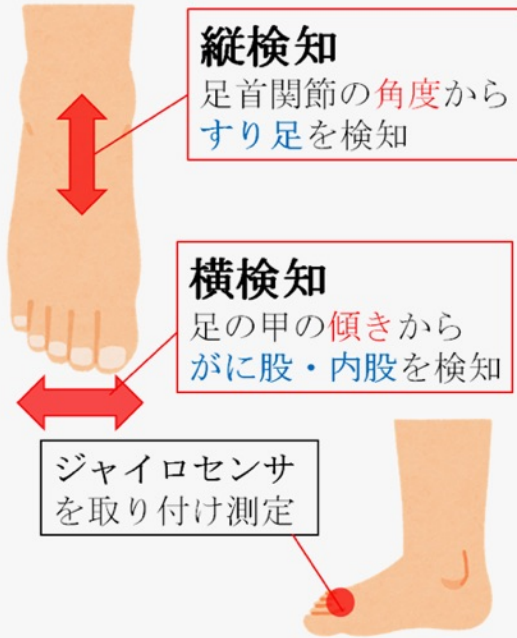 縦検知
足首関節の角度から
すり足を検知
横検知
足の甲の傾きから
がに股・内股を検知
ジャイロセンサ
を取り付け測定